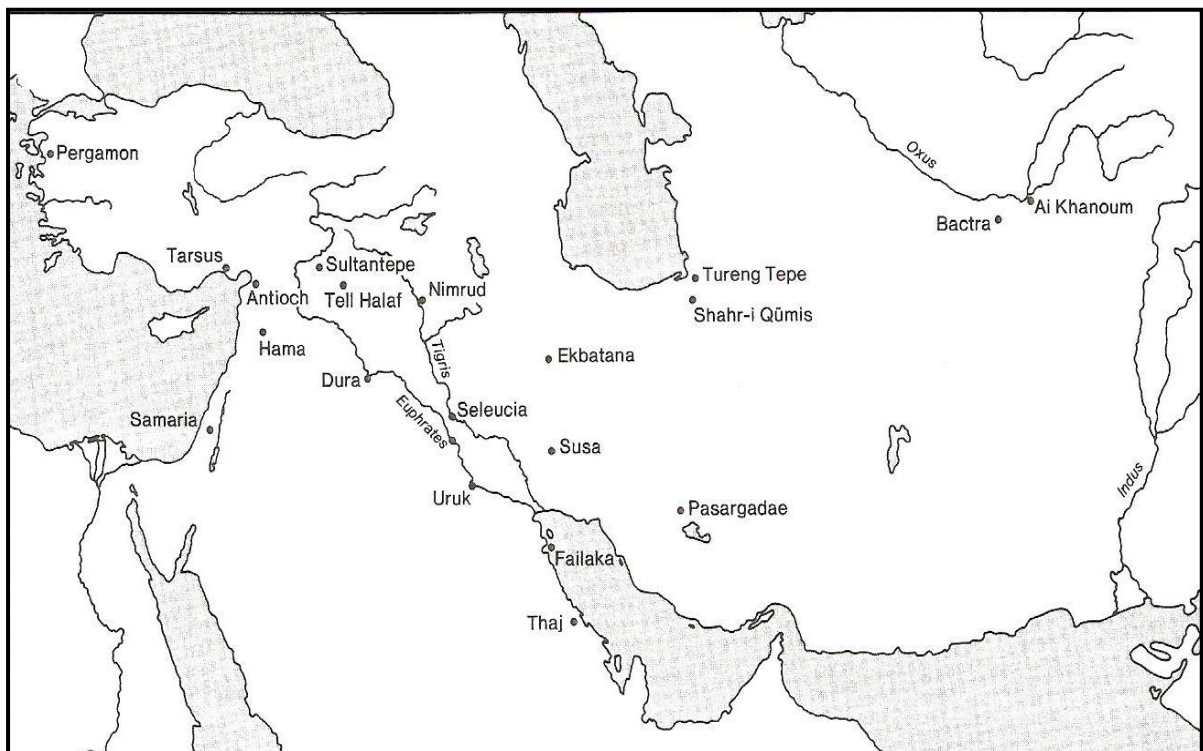 Pergamon
Oxus
Ai Khanoum
Bactra
Tarsus
Sultantepe
Antioch
Tell Halaf
Nimrud
Tureng Tepe
Shahr-i Qūmis
Hama
Tigris
Ekbatana
Dura
Samaria
Euphrates
Seleucia
Susa
Uruk
Indus
Pasargadae
Failaka
Thaj